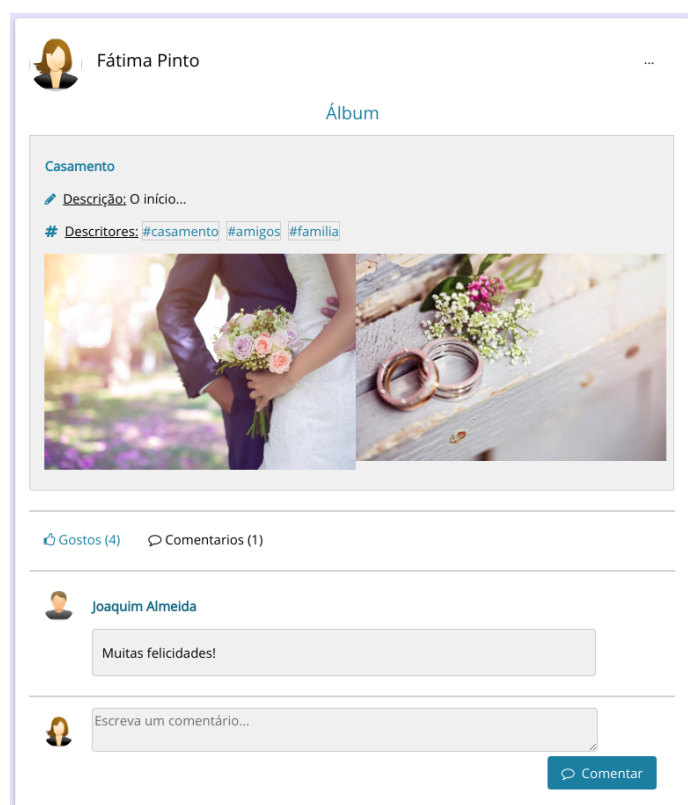 Fátima Pinto
...
Álbum
Casamento
Descrição: O início...
# Descritores: #casamento #amigos #familia
Gostos (4) Comentarios (1)
Joaquim Almeida
Muitas felicidades!
Escreva um comentário...
Comentar